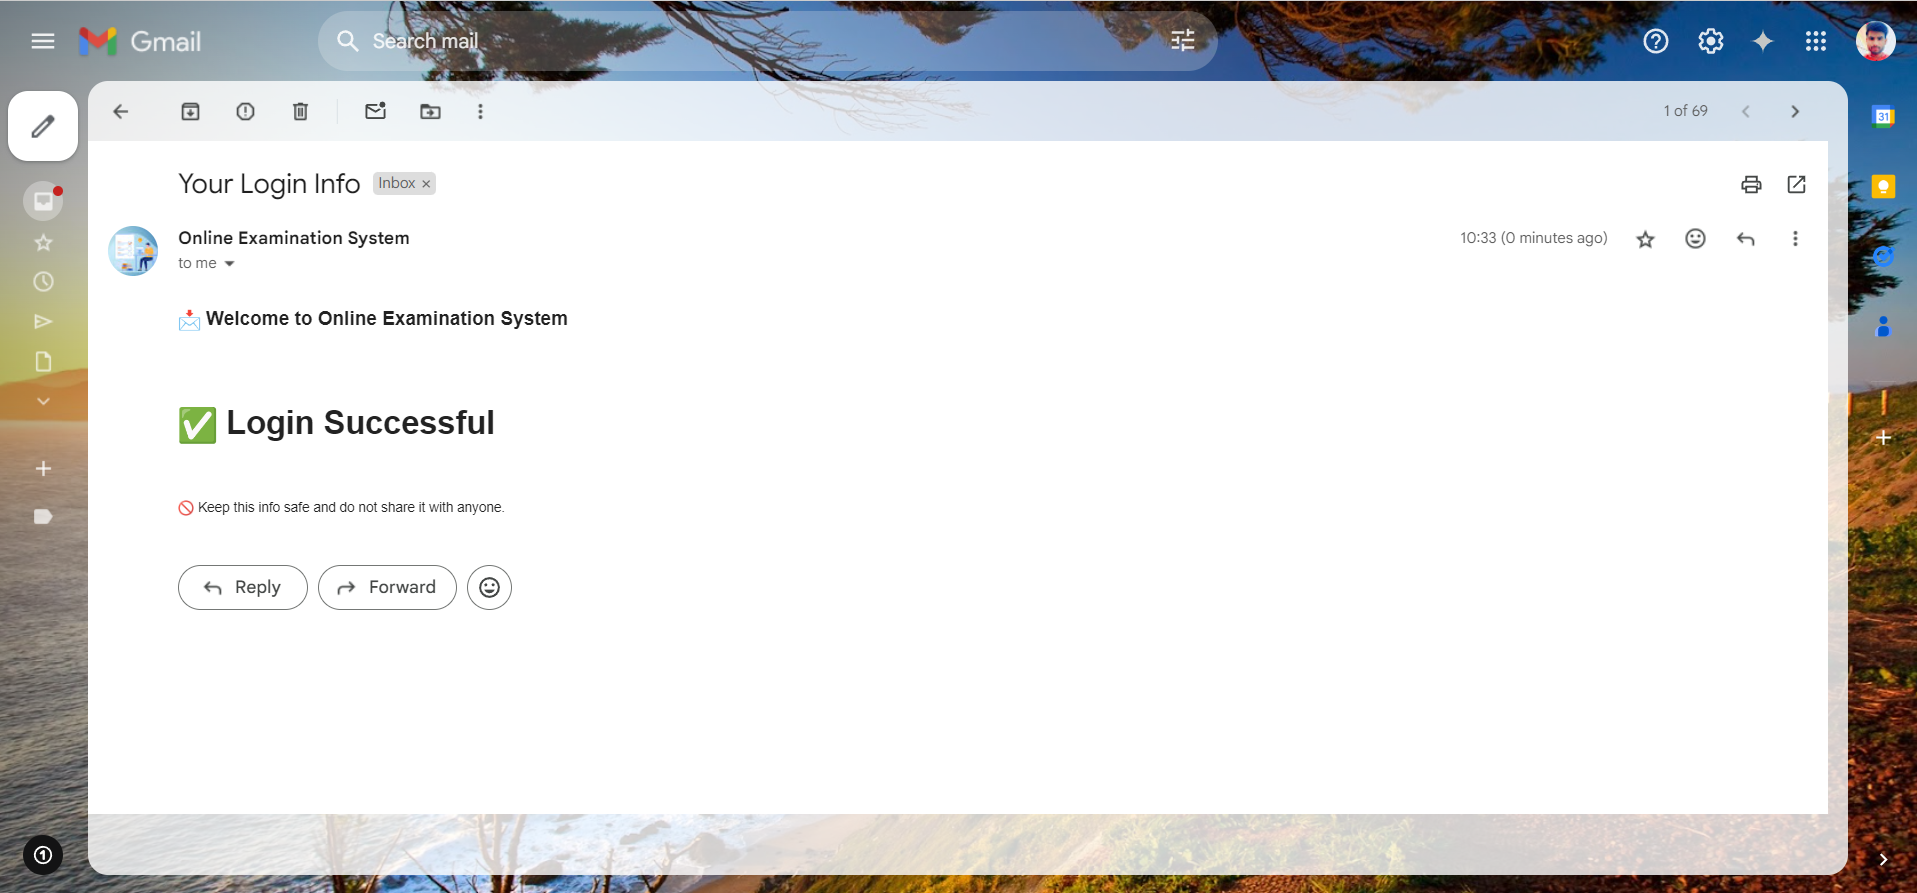 Gmail
Search mail
1 of 69
31
Your Login Info Inbox ×
Online Examination System
10:33 (0 minutes ago)
to me
📩 Welcome to Online Examination System
✅ Login Successful
🚫 Keep this info safe and do not share it with anyone.
Reply
Forward
1